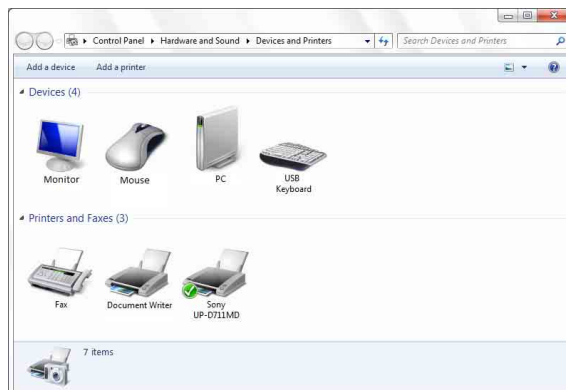 Control Panel Hardware and Sound Devices and Printers Search Devices and Printers
Add a device Add a printer
Devices (4)
Monitor Mouse PC USB
Keyboard
Printers and Faxes (3)
Fax Document Writer Sony
UP-D711MD
7 items